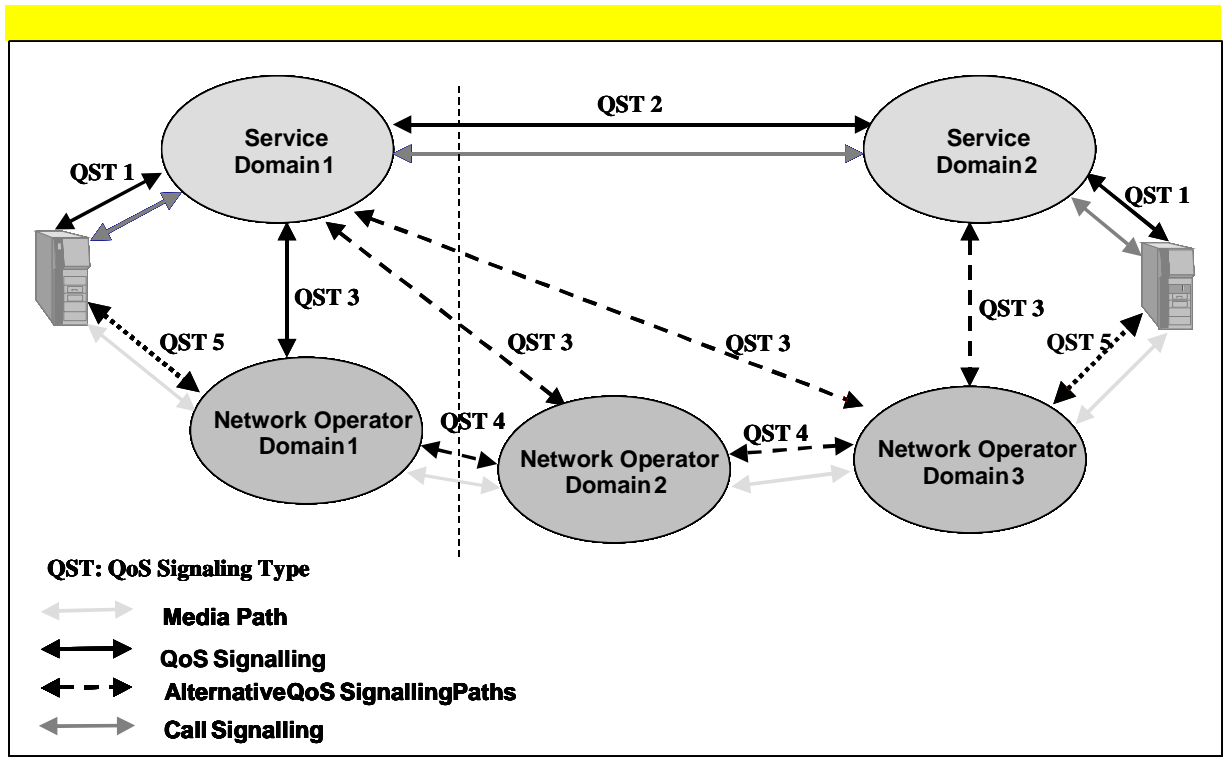 QST 2
Service
Domain 1
Service
Domain 2
QST 1
QST 1
QST 3
QST 3
QST 3
QST 3
QST 5
QST 5
Network Operator
Domain 1
QST 4
Network Operator
Domain 2
QST 4
Network Operator
Domain 3
QST: QoS Signaling Type
Media Path
QoS Signalling
AlternativeQoS SignallingPaths
Call Signalling